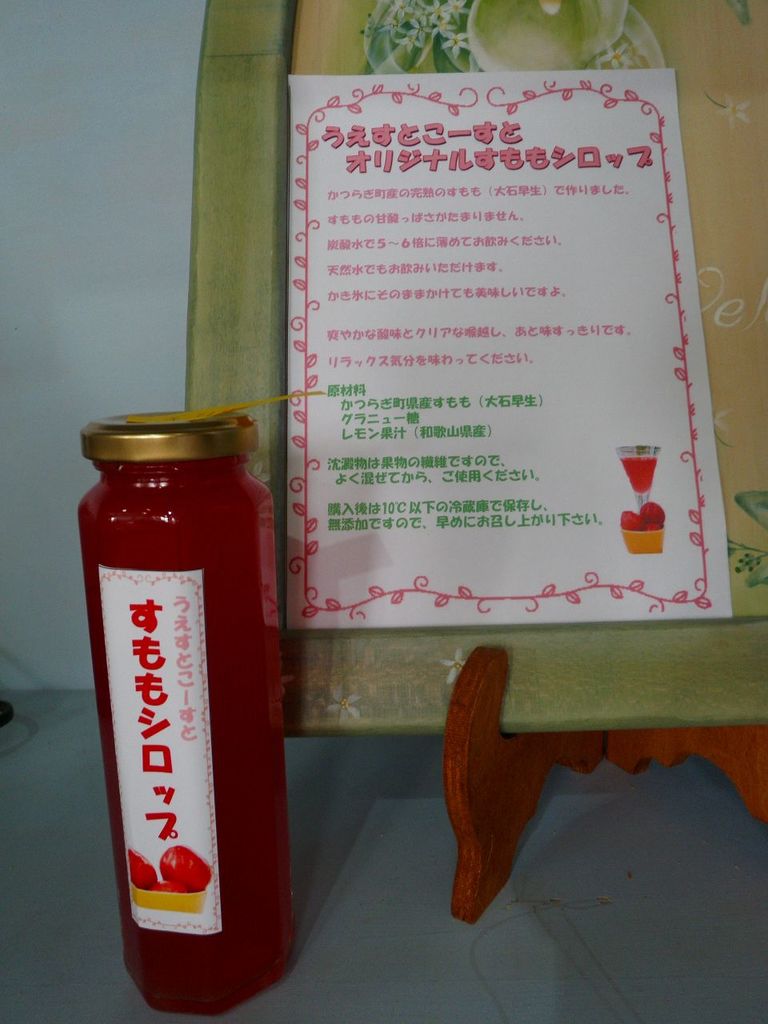 うえすとこーすと
オリジナルすももシロップ
かつらぎ町産の完熟のすもも（大石早生）で作りました。
すももの甘酸っぱさがたまりません。
炭酸水で５～６倍に薄めてお飲みください。
天然水でもお飲みいただけます。
かき氷にそのままかけても美味しいですよ。
爽やかな酸味とクリアな喉越し、あと味すっきりです。
リラックス気分を味わってください。
原材料
かつらぎ町県産すもも（大石早生）
グラニュー糖
レモン果汁（和歌山県産）
沈澱物は果物の繊維ですので、
よく混ぜてから、ご使用ください。
購入後は10℃以下の冷蔵庫で保存し、
無添加ですので、早めにお召し上がり下さい。
うえすとこーすと
すももシロップ